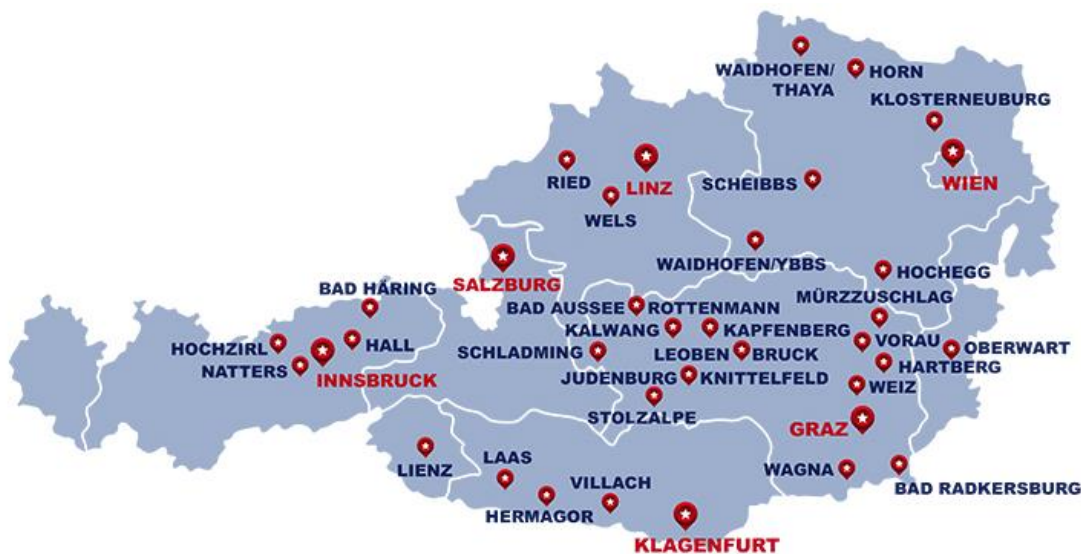 WAIDHOFEN/
THAYA
HORN
KLOSTERNEUBURG
RIED
LINZ
SCHEIBBS
WIEN
WELS
WAIDHOFEN/YBBS
HOCHEGG
SALZBURG
BAD HÄRING
MÜRZZUSCHLAG
BAD AUSSEE
ROTTENMANN
KALWANG
KAPFENBERG
VORAU
OBERWART
HOCHZIRL
HALL
SCHLADMING
LEOBEN
BRUCK
HARTBERG
NATTERS
INNSBRUCK
JUDENBURG
KNITTELFELD
WEIZ
STOLZALPE
GRAZ
LIENZ
LAAS
WAGNA
BAD RADKERSBURG
VILLACH
HERMAGOR
KLAGENFURT